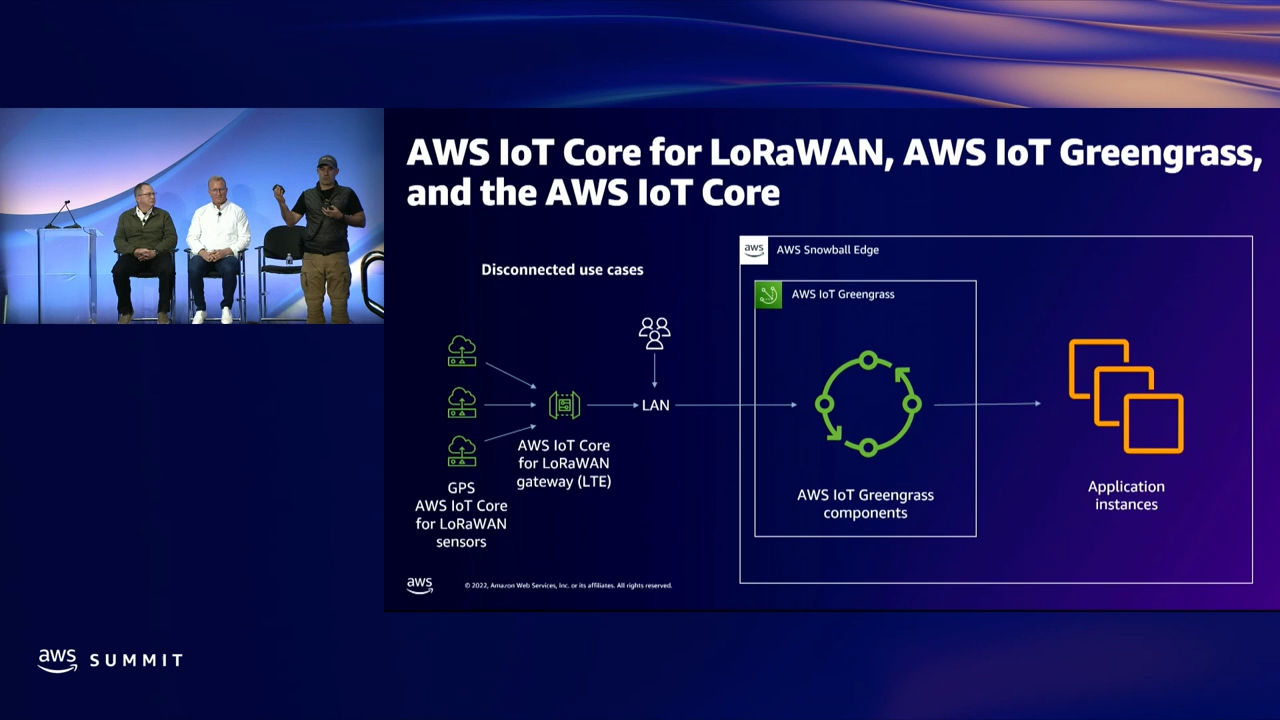 AWS IoT Core for LoRaWAN, AWS IoT Greengrass,
and the AWS IoT Core
Disconnected use cases
aws
AWS Snowball Edge
AWS IoT Greengrass
LAN
AWS IoT Core
for LoRaWAN
gateway (LTE)
GPS
AWS IoT Core
for LoRaWAN
sensors
AWS IoT Greengrass
components
Application
instances
aws
© 2022, Amazon Web Services, Inc. or its affiliates. All rights reserved.
aws SUMMIT